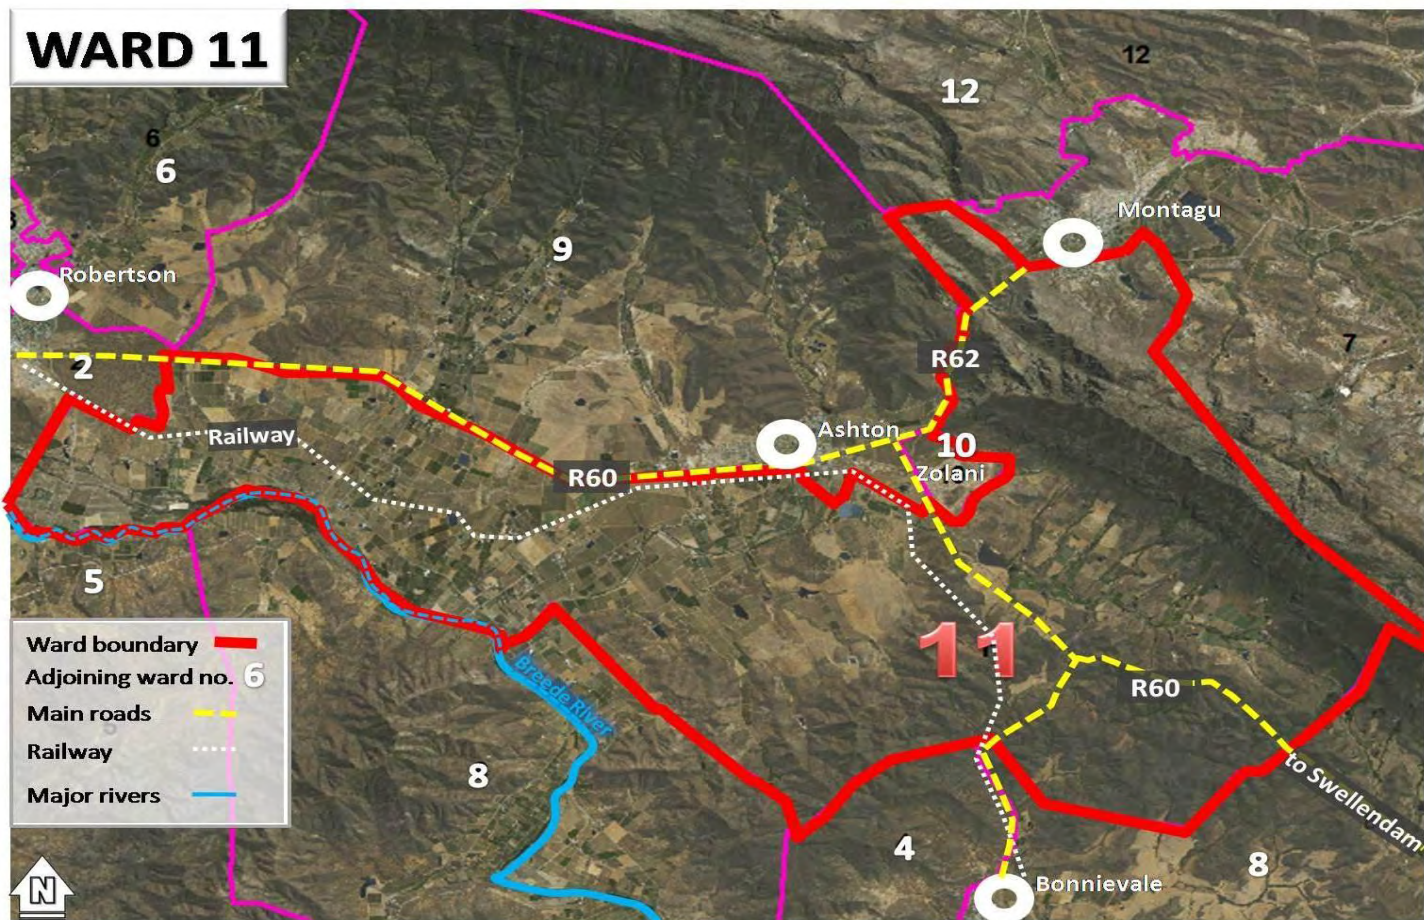 WARD 11
12
12
6
6
Montagu
9
3
Robertson
7
R62
2
Ashton
10
Railway
Zolani
R60
5
11
Ward boundary
Adjoining ward no. 6
Breede River
R60
Main roads
Railway
8
to Swellendam
Major rivers
4
8
Bonnievale
N